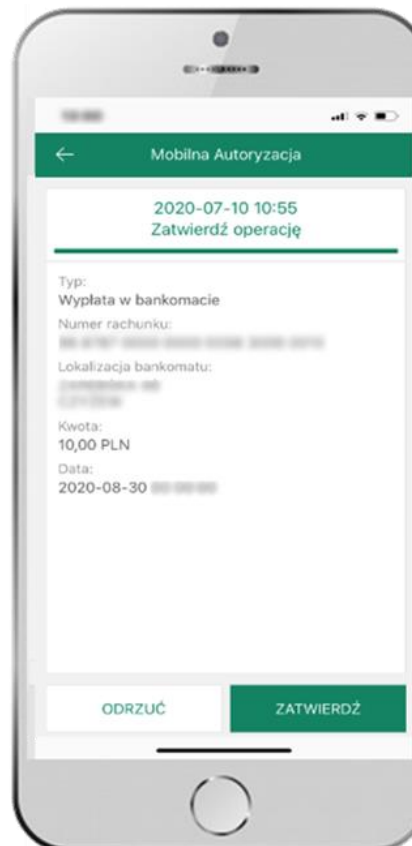 Mobilna Autoryzacja
2020-07-10 10:55
Zatwierdź operację
Typ:
Wypłata w bankomacie
Numer rachunku:
Lokalizacja bankomatu:
Kwota:
10,00 PLN
Data:
2020-08-30
ODRZUĆ
ZATWIERDŹ